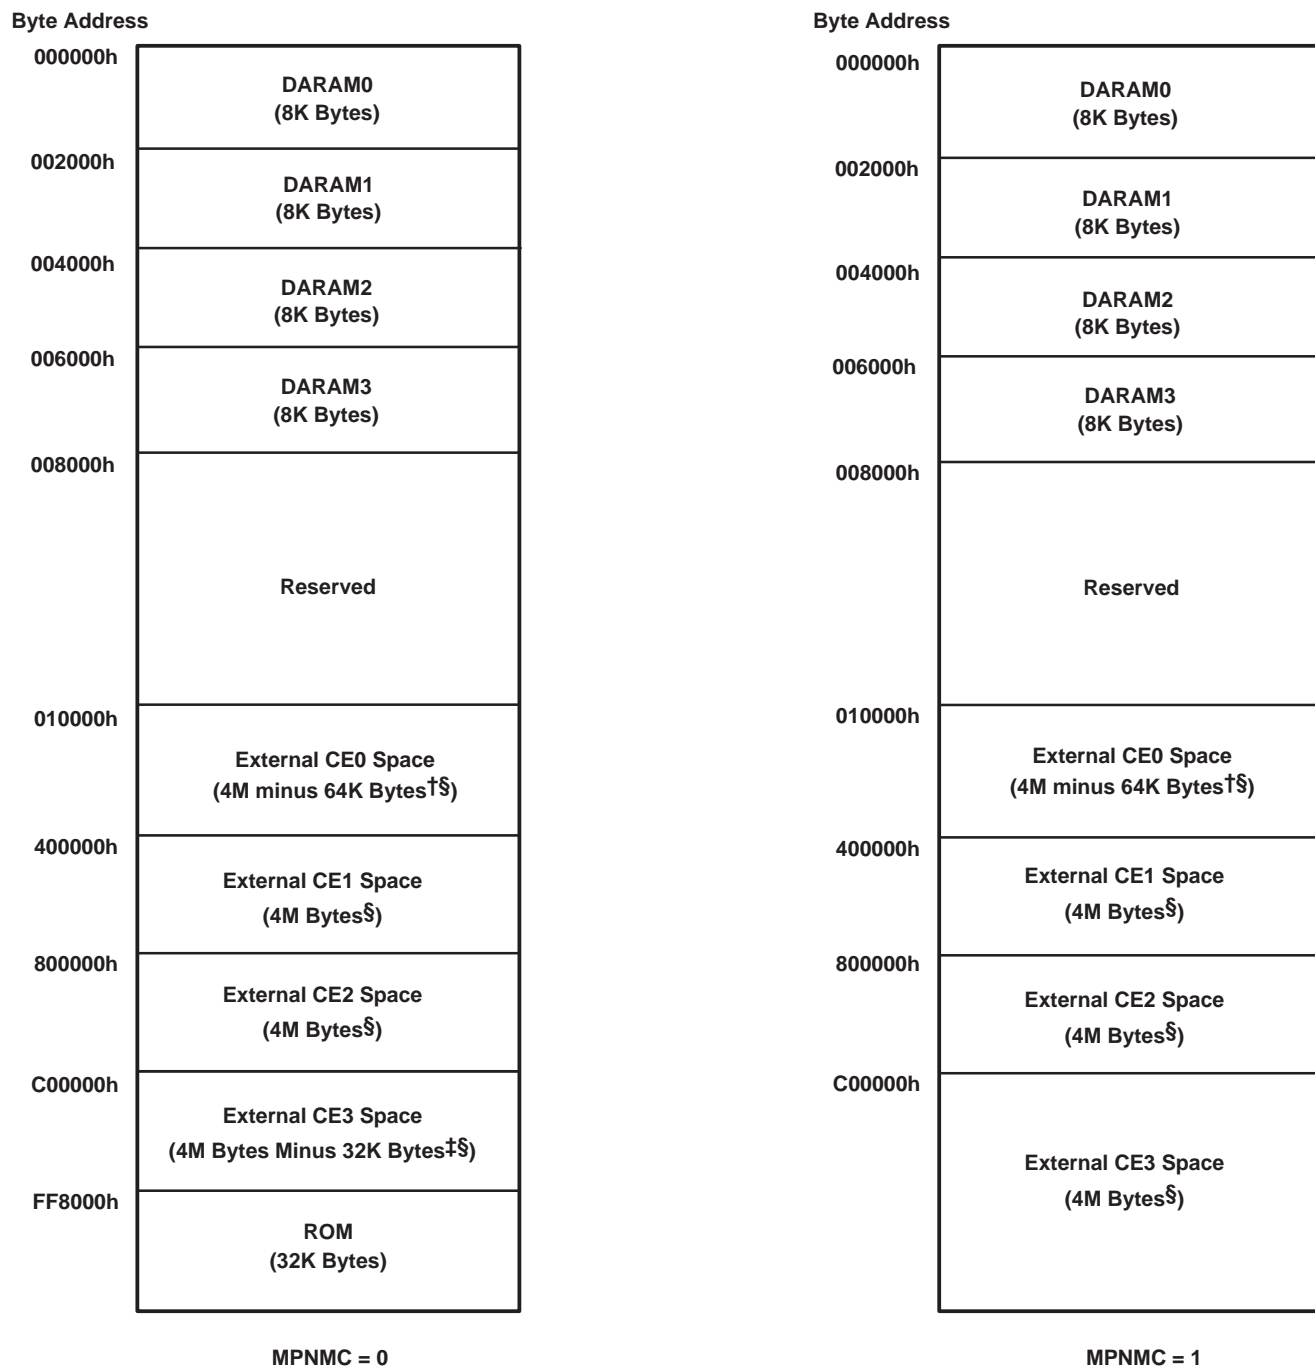 Byte Address
000000h
DARAM0
(8K Bytes)
002000h
DARAM1
(8K Bytes)
004000h
DARAM2
(8K Bytes)
006000h
DARAM3
(8K Bytes)
008000h
Reserved
010000h
External CE0 Space
(4M minus 64K Bytes†§)
400000h
External CE1 Space
(4M Bytes§)
800000h
External CE2 Space
(4M Bytes§)
C00000h
External CE3 Space
(4M Bytes Minus 32K Bytes‡§)
FF8000h
ROM
(32K Bytes)
MPNMC = 0
Byte Address
000000h
DARAM0
(8K Bytes)
002000h
DARAM1
(8K Bytes)
004000h
DARAM2
(8K Bytes)
006000h
DARAM3
(8K Bytes)
008000h
Reserved
010000h
External CE0 Space
(4M minus 64K Bytes†§)
400000h
External CE1 Space
(4M Bytes§)
800000h
External CE2 Space
(4M Bytes§)
C00000h
External CE3 Space
(4M Bytes§)
MPNMC = 1